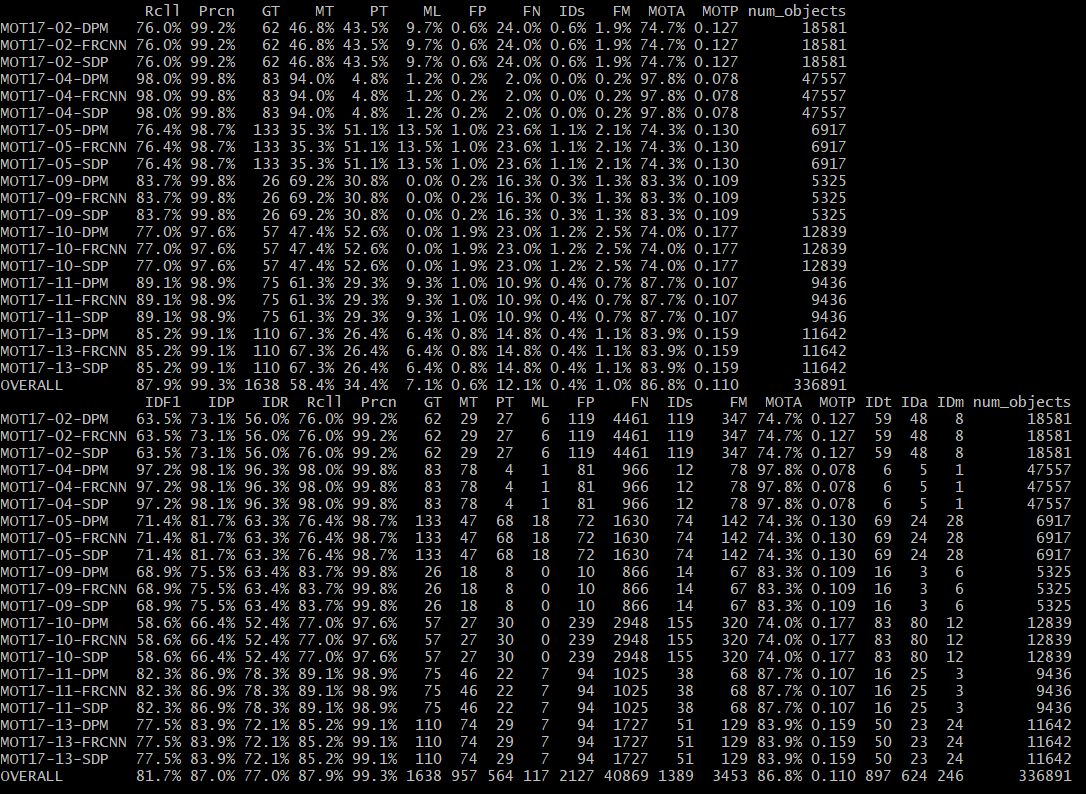 Rcll Prcn GT MT PT ML FP FN IDs FM MOTA MOTP num_objects
MOT17-02-DPM 76.0% 99.2% 62 46.8% 43.5% 9.7% 0.6% 24.0% 0.6% 1.9% 74.7% 0.127 18581
MOT17-02-FRCNN 76.0% 99.2% 62 46.8% 43.5% 9.7% 0.6% 24.0% 0.6% 1.9% 74.7% 0.127 18581
MOT17-02-SDP 76.0% 99.2% 62 46.8% 43.5% 9.7% 0.6% 24.0% 0.6% 1.9% 74.7% 0.127 18581
MOT17-04-DPM 98.0% 99.8% 83 94.0% 4.8% 1.2% 0.2% 2.0% 0.0% 0.2% 97.8% 0.078 47557
MOT17-04-FRCNN 98.0% 99.8% 83 94.0% 4.8% 1.2% 0.2% 2.0% 0.0% 0.2% 97.8% 0.078 47557
MOT17-04-SDP 98.0% 99.8% 83 94.0% 4.8% 1.2% 0.2% 2.0% 0.0% 0.2% 97.8% 0.078 47557
MOT17-05-DPM 76.4% 98.7% 133 35.3% 51.1% 13.5% 1.0% 23.6% 1.1% 2.1% 74.3% 0.130 6917
MOT17-05-FRCNN 76.4% 98.7% 133 35.3% 51.1% 13.5% 1.0% 23.6% 1.1% 2.1% 74.3% 0.130 6917
MOT17-05-SDP 76.4% 98.7% 133 35.3% 51.1% 13.5% 1.0% 23.6% 1.1% 2.1% 74.3% 0.130 6917
MOT17-09-DPM 83.7% 99.8% 26 69.2% 30.8% 0.0% 0.2% 16.3% 0.3% 1.3% 83.3% 0.109 5325
MOT17-09-FRCNN 83.7% 99.8% 26 69.2% 30.8% 0.0% 0.2% 16.3% 0.3% 1.3% 83.3% 0.109 5325
MOT17-09-SDP 83.7% 99.8% 26 69.2% 30.8% 0.0% 0.2% 16.3% 0.3% 1.3% 83.3% 0.109 5325
MOT17-10-DPM 77.0% 97.6% 57 47.4% 52.6% 0.0% 1.9% 23.0% 1.2% 2.5% 74.0% 0.177 12839
MOT17-10-FRCNN 77.0% 97.6% 57 47.4% 52.6% 0.0% 1.9% 23.0% 1.2% 2.5% 74.0% 0.177 12839
MOT17-10-SDP 77.0% 97.6% 57 47.4% 52.6% 0.0% 1.9% 23.0% 1.2% 2.5% 74.0% 0.177 12839
MOT17-11-DPM 89.1% 98.9% 75 61.3% 29.3% 9.3% 1.0% 10.9% 0.4% 0.7% 87.7% 0.107 9436
MOT17-11-FRCNN 89.1% 98.9% 75 61.3% 29.3% 9.3% 1.0% 10.9% 0.4% 0.7% 87.7% 0.107 9436
MOT17-11-SDP 89.1% 98.9% 75 61.3% 29.3% 9.3% 1.0% 10.9% 0.4% 0.7% 87.7% 0.107 9436
MOT17-13-DPM 85.2% 99.1% 110 67.3% 26.4% 6.4% 0.8% 14.8% 0.4% 1.1% 83.9% 0.159 11642
MOT17-13-FRCNN 85.2% 99.1% 110 67.3% 26.4% 6.4% 0.8% 14.8% 0.4% 1.1% 83.9% 0.159 11642
MOT17-13-SDP 85.2% 99.1% 110 67.3% 26.4% 6.4% 0.8% 14.8% 0.4% 1.1% 83.9% 0.159 11642
OVERALL 87.9% 99.3% 1638 58.4% 34.4% 7.1% 0.6% 12.1% 0.4% 1.0% 86.8% 0.110 336891
IDF1 IDP IDR Rcll Prcn GT MT PT ML FP FN IDs FM MOTA MOTP IDt IDa IDm num_objects
MOT17-02-DPM 63.5% 73.1% 56.0% 76.0% 99.2% 62 29 27 6 119 4461 119 347 74.7% 0.127 59 48 8 18581
MOT17-02-FRCNN 63.5% 73.1% 56.0% 76.0% 99.2% 62 29 27 6 119 4461 119 347 74.7% 0.127 59 48 8 18581
MOT17-02-SDP 63.5% 73.1% 56.0% 76.0% 99.2% 62 29 27 6 119 4461 119 347 74.7% 0.127 59 48 8 18581
MOT17-04-DPM 97.2% 98.1% 96.3% 98.0% 99.8% 83 78 4 1 81 966 12 78 97.8% 0.078 6 5 1 47557
MOT17-04-FRCNN 97.2% 98.1% 96.3% 98.0% 99.8% 83 78 4 1 81 966 12 78 97.8% 0.078 6 5 1 47557
MOT17-04-SDP 97.2% 98.1% 96.3% 98.0% 99.8% 83 78 4 1 81 966 12 78 97.8% 0.078 6 5 1 47557
MOT17-05-DPM 71.4% 81.7% 63.3% 76.4% 98.7% 133 47 68 18 72 1630 74 142 74.3% 0.130 69 24 28 6917
MOT17-05-FRCNN 71.4% 81.7% 63.3% 76.4% 98.7% 133 47 68 18 72 1630 74 142 74.3% 0.130 69 24 28 6917
MOT17-05-SDP 71.4% 81.7% 63.3% 76.4% 98.7% 133 47 68 18 72 1630 74 142 74.3% 0.130 69 24 28 6917
MOT17-09-DPM 68.9% 75.5% 63.4% 83.7% 99.8% 26 18 8 0 10 866 14 67 83.3% 0.109 16 3 6 5325
MOT17-09-FRCNN 68.9% 75.5% 63.4% 83.7% 99.8% 26 18 8 0 10 866 14 67 83.3% 0.109 16 3 6 5325
MOT17-09-SDP 68.9% 75.5% 63.4% 83.7% 99.8% 26 18 8 0 10 866 14 67 83.3% 0.109 16 3 6 5325
MOT17-10-DPM 58.6% 66.4% 52.4% 77.0% 97.6% 57 27 30 0 239 2948 155 320 74.0% 0.177 83 80 12 12839
MOT17-10-FRCNN 58.6% 66.4% 52.4% 77.0% 97.6% 57 27 30 0 239 2948 155 320 74.0% 0.177 83 80 12 12839
MOT17-10-SDP 58.6% 66.4% 52.4% 77.0% 97.6% 57 27 30 0 239 2948 155 320 74.0% 0.177 83 80 12 12839
MOT17-11-DPM 82.3% 86.9% 78.3% 89.1% 98.9% 75 46 22 7 94 1025 38 68 87.7% 0.107 16 25 3 9436
MOT17-11-FRCNN 82.3% 86.9% 78.3% 89.1% 98.9% 75 46 22 7 94 1025 38 68 87.7% 0.107 16 25 3 9436
MOT17-11-SDP 82.3% 86.9% 78.3% 89.1% 98.9% 75 46 22 7 94 1025 38 68 87.7% 0.107 16 25 3 9436
MOT17-13-DPM 77.5% 83.9% 72.1% 85.2% 99.1% 110 74 29 7 94 1727 51 129 83.9% 0.159 50 23 24 11642
MOT17-13-FRCNN 77.5% 83.9% 72.1% 85.2% 99.1% 110 74 29 7 94 1727 51 129 83.9% 0.159 50 23 24 11642
MOT17-13-SDP 77.5% 83.9% 72.1% 85.2% 99.1% 110 74 29 7 94 1727 51 129 83.9% 0.159 50 23 24 11642
OVERALL 81.7% 87.0% 77.0% 87.9% 99.3% 1638 957 564 117 2127 40869 1389 3453 86.8% 0.110 897 624 246 336891